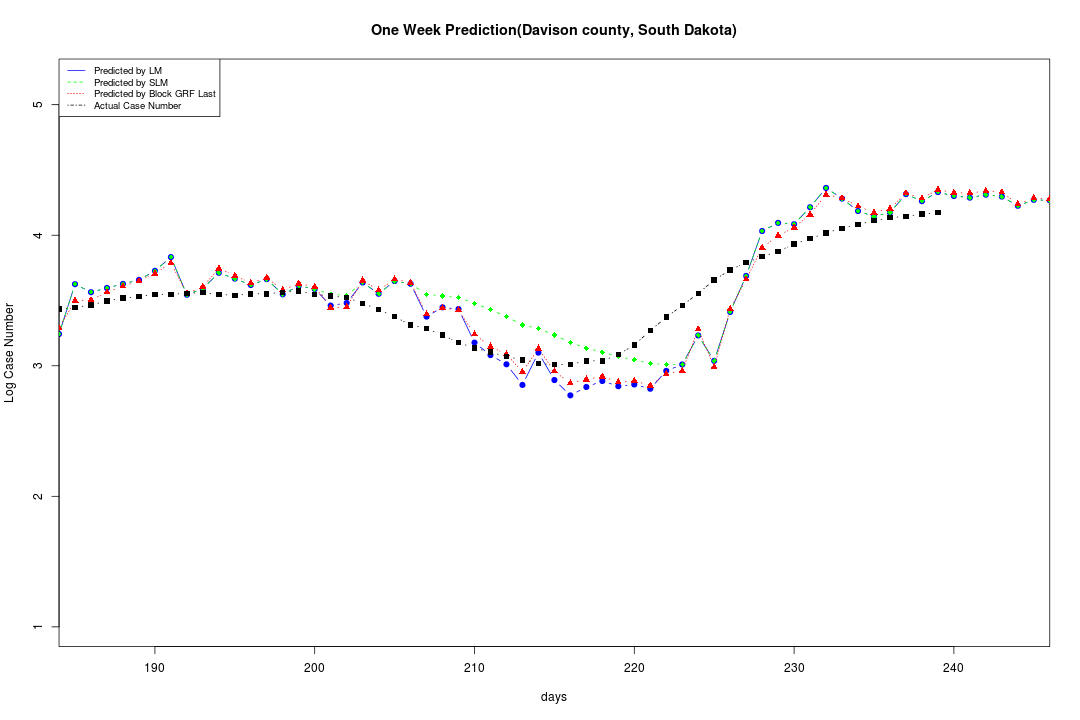 One Week Prediction(Davison county, South Dakota)
Predicted by LM
Predicted by SLM
Predicted by Block GRF Last
Actual Case Number
5
4
3
2
1
Log Case Number
190 200 210 220 230 240
days